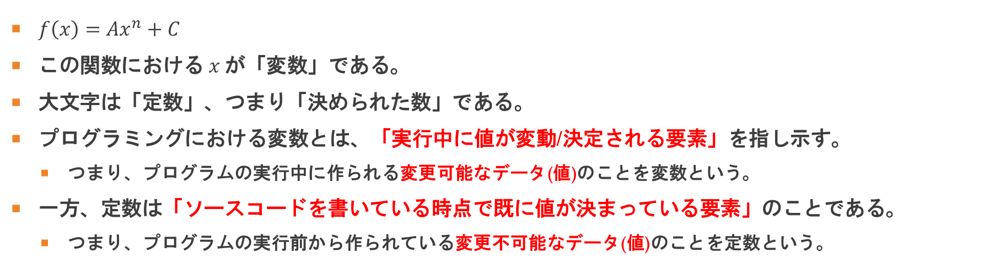 f(x) = Axⁿ + C
この関数における x が「変数」である。
大文字は「定数」、つまり「決められた数」である。
プログラミングにおける変数とは、「実行中に値が変動/決定される要素」を指し示す。
つまり、プログラムの実行中に作られる変更可能なデータ(値)のことを変数という。
一方、定数は「ソースコードを書いている時点で既に値が決まっている要素」のことである。
つまり、プログラムの実行前から作られている変更不可能なデータ(値)のことを定数という。